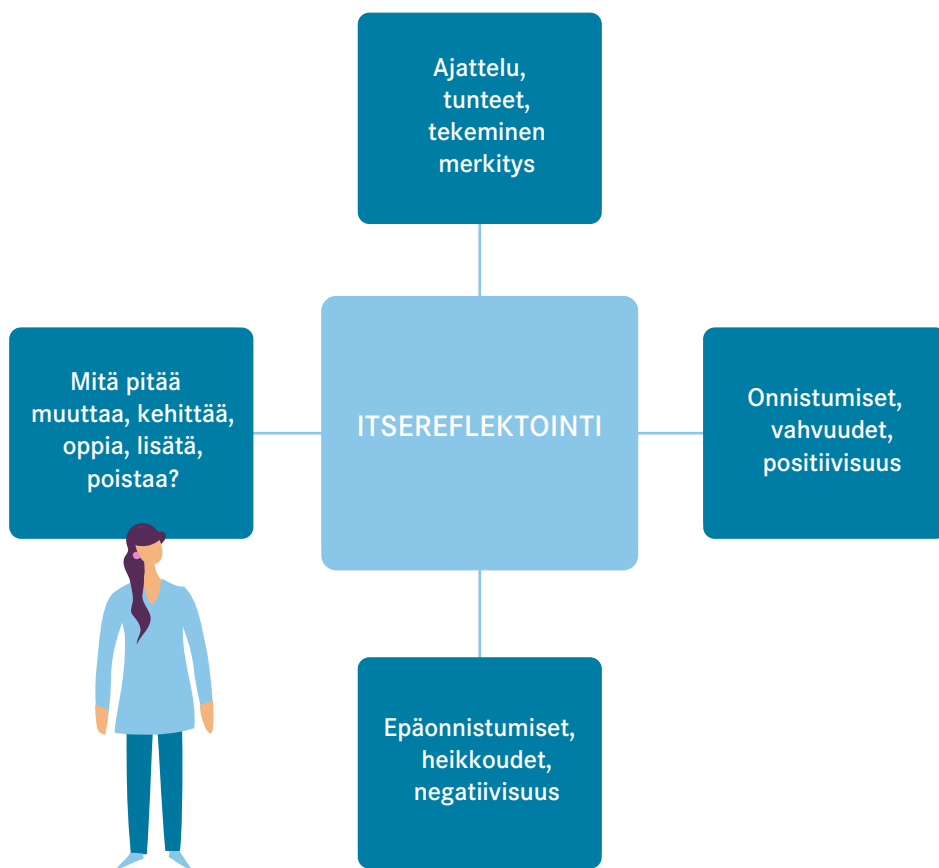 Ajattelu,
tunteet,
tekeminen
merkitys
Mitä pitää
muuttaa, kehittää,
oppia, lisätä,
poistaa?
ITSEREFLEKTOINTI
Onnistumiset,
vahvuudet,
positiivisuus
Epäonnistumiset,
heikkoudet,
negatiivisuus